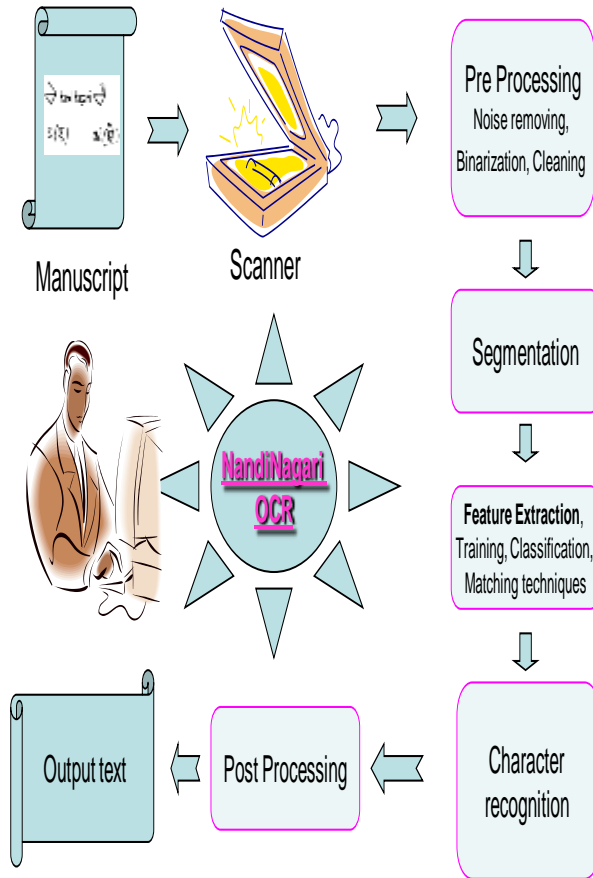 Manuscript
Scanner
Pre Processing
Noise removing,
Binarization, Cleaning
Segmentation
Feature Extraction,
Training, Classification,
Matching techniques
Character
recognition
Post Processing
Output text
NandiNagari
OCR